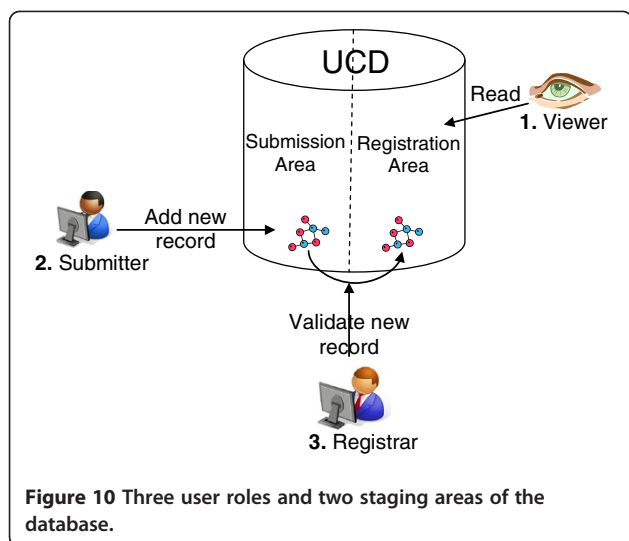 UCD
Read
1. Viewer
Submission
Area
Registration
Area
Add new
record
2. Submitter
Validate new
record
3. Registrar
Figure 10 Three user roles and two staging areas of the
database.